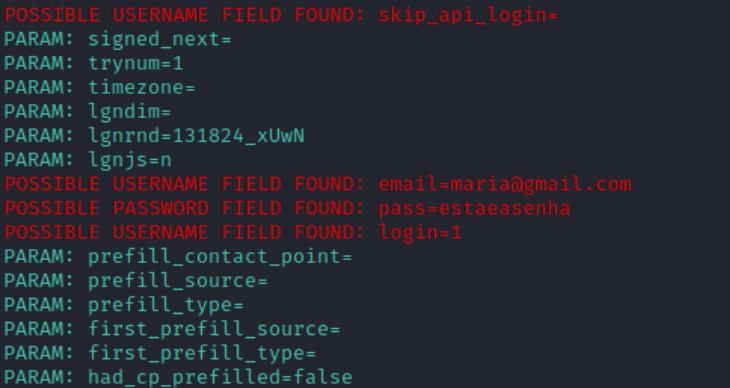 POSSIBLE USERNAME FIELD FOUND: skip_api_login=
PARAM: signed_next=
PARAM: trynum=1
PARAM: timezone=
PARAM: lgndim=
PARAM: lgnrnd=131824_xUwN
PARAM: lgnjs=n
POSSIBLE USERNAME FIELD FOUND: email=maria@gmail.com
POSSIBLE PASSWORD FIELD FOUND: pass=estaeasenha
POSSIBLE USERNAME FIELD FOUND: login=1
PARAM: prefill_contact_point=
PARAM: prefill_source=
PARAM: prefill_type=
PARAM: first_prefill_source=
PARAM: first_prefill_type=
PARAM: had_cp_prefilled=false